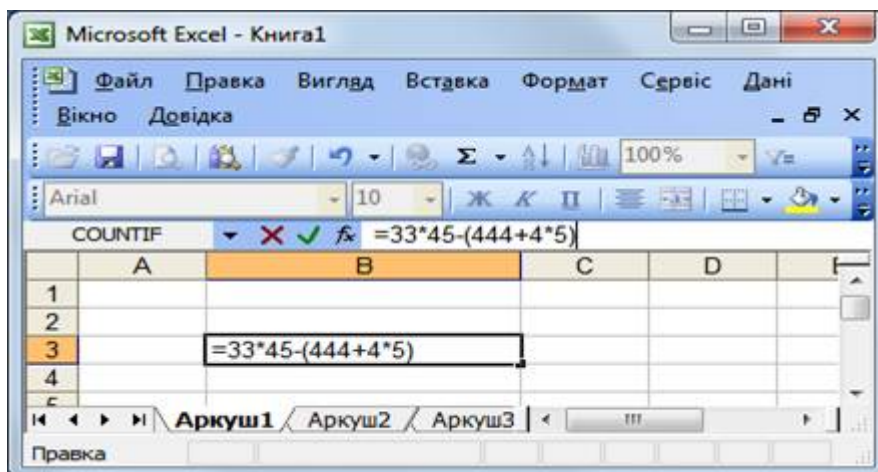 Microsoft Excel - Книга1
Файл Правка Вигляд Вставка Формат Сервіс Дані
Вікно Довідка
Σ 100%
Arial 10 Ж К П
COUNTIF fx =33*45-(444+4*5)
A B C D
1
2
3 =33*45-(444+4*5)
4
Аркуш1 Аркуш2 Аркуш3
Правка